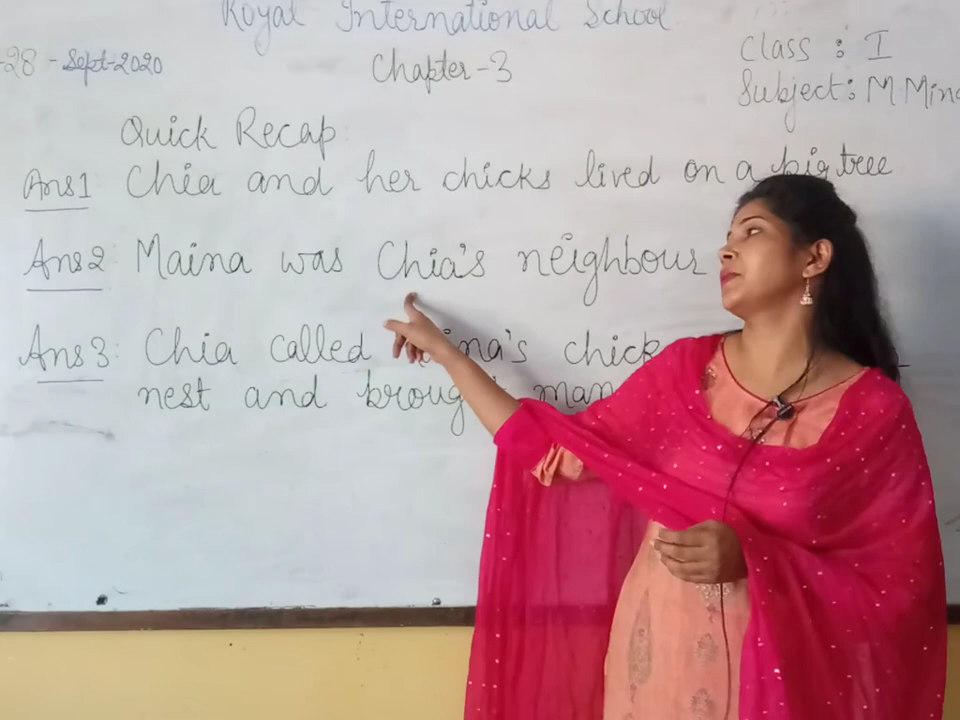 Royal International School
-28 - Sept-2020
Chapter-3
Class : I
Subject: M.
Quick Recap:
Ans1 Chia and her chicks lived on a big tree
Ans2: Maina was Chia's neighbour
Ans3: Chia called
nest and